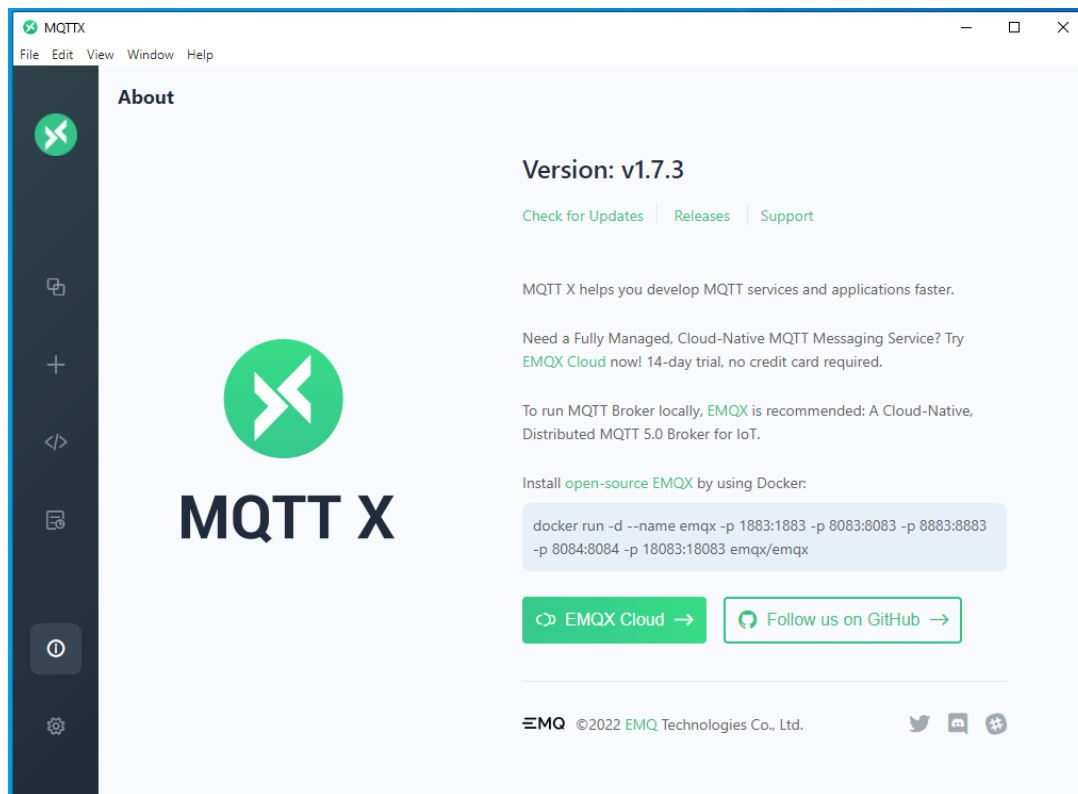 MQTTX
File Edit View Window Help
About
Version: v1.7.3
Check for Updates Releases Support
MQTT X helps you develop MQTT services and applications faster.
Need a Fully Managed, Cloud-Native MQTT Messaging Service? Try
EMQX Cloud now! 14-day trial, no credit card required.
To run MQTT Broker locally, EMQX is recommended: A Cloud-Native,
Distributed MQTT 5.0 Broker for IoT.
Install open-source EMQX by using Docker:
docker run -d --name emqx -p 1883:1883 -p 8083:8083 -p 8883:8883
-p 8084:8084 -p 18083:18083 emqx/emqx
MQTT X
EMQX Cloud → Follow us on GitHub →
EMQ ©2022 EMQ Technologies Co., Ltd.